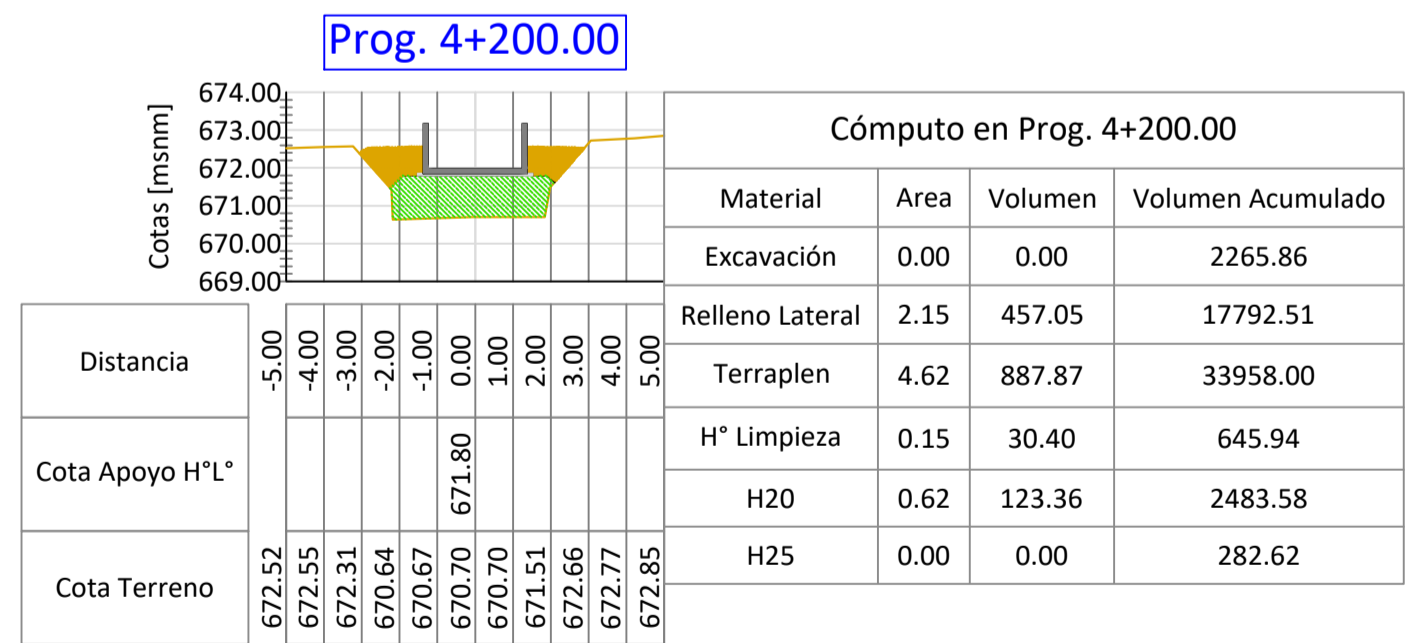 Prog. 4+200.00
Cotas [msnm]
674.00
673.00
672.00
671.00
670.00
669.00
Distancia -5.00 -4.00 -3.00 -2.00 -1.00 0.00 1.00 2.00 3.00 4.00 5.00
Cota Apoyo H°L° 671.80
Cota Terreno 672.52 672.55 672.31 670.64 670.67 670.70 670.70 671.51 672.66 672.77 672.85
Cómputo en Prog. 4+200.00
Material Area Volumen Volumen Acumulado
Excavación 0.00 0.00 2265.86
Relleno Lateral 2.15 457.05 17792.51
Terraplen 4.62 887.87 33958.00
H° Limpieza 0.15 30.40 645.94
H20 0.62 123.36 2483.58
H25 0.00 0.00 282.62